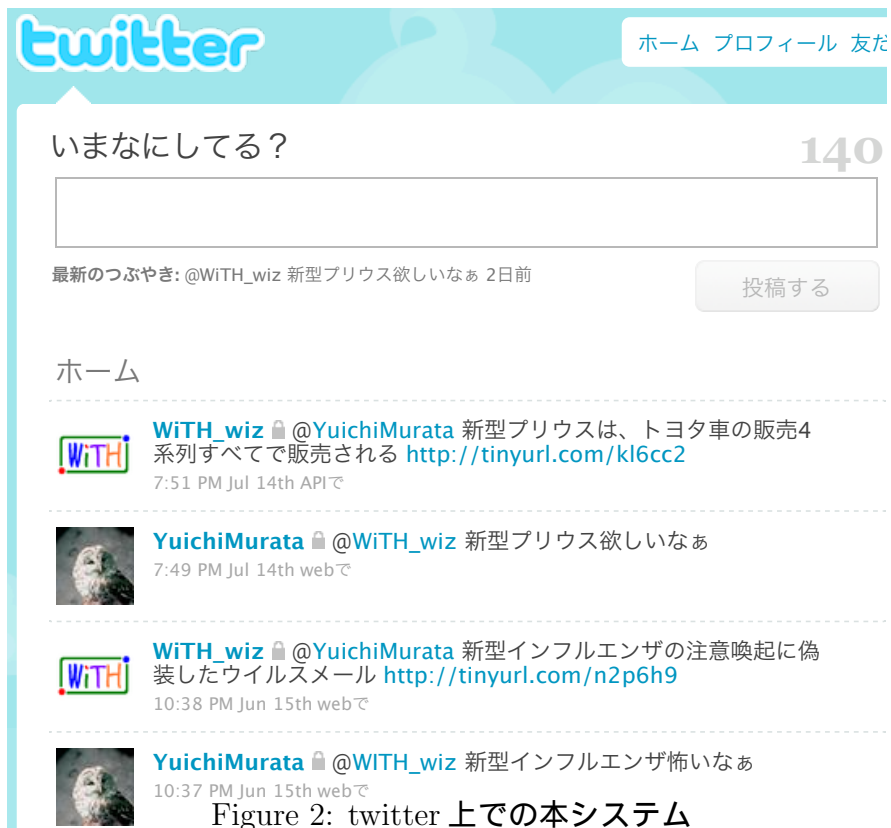 twitter
ホーム プロフィール 友だ
いまなにしてる？
140
最新のつぶやき: @WiTH_wiz 新型プリウス欲しいなぁ 2日前
投稿する
ホーム
WiTH
WiTH_wiz @YuichiMurata 新型プリウスは、トヨタ車の販売4
系列すべてで販売される http://tinyurl.com/kl6cc2
7:51 PM Jul 14th APIで
YuichiMurata @WiTH_wiz 新型プリウス欲しいなぁ
7:49 PM Jul 14th webで
WiTH
WiTH_wiz @YuichiMurata 新型インフルエンザの注意喚起に偽
装したウイルスメール http://tinyurl.com/n2p6h9
10:38 PM Jun 15th webで
YuichiMurata @WITH_wiz 新型インフルエンザ怖いなぁ
10:37 PM Jun 15th webで
Figure 2: twitter 上での本システム